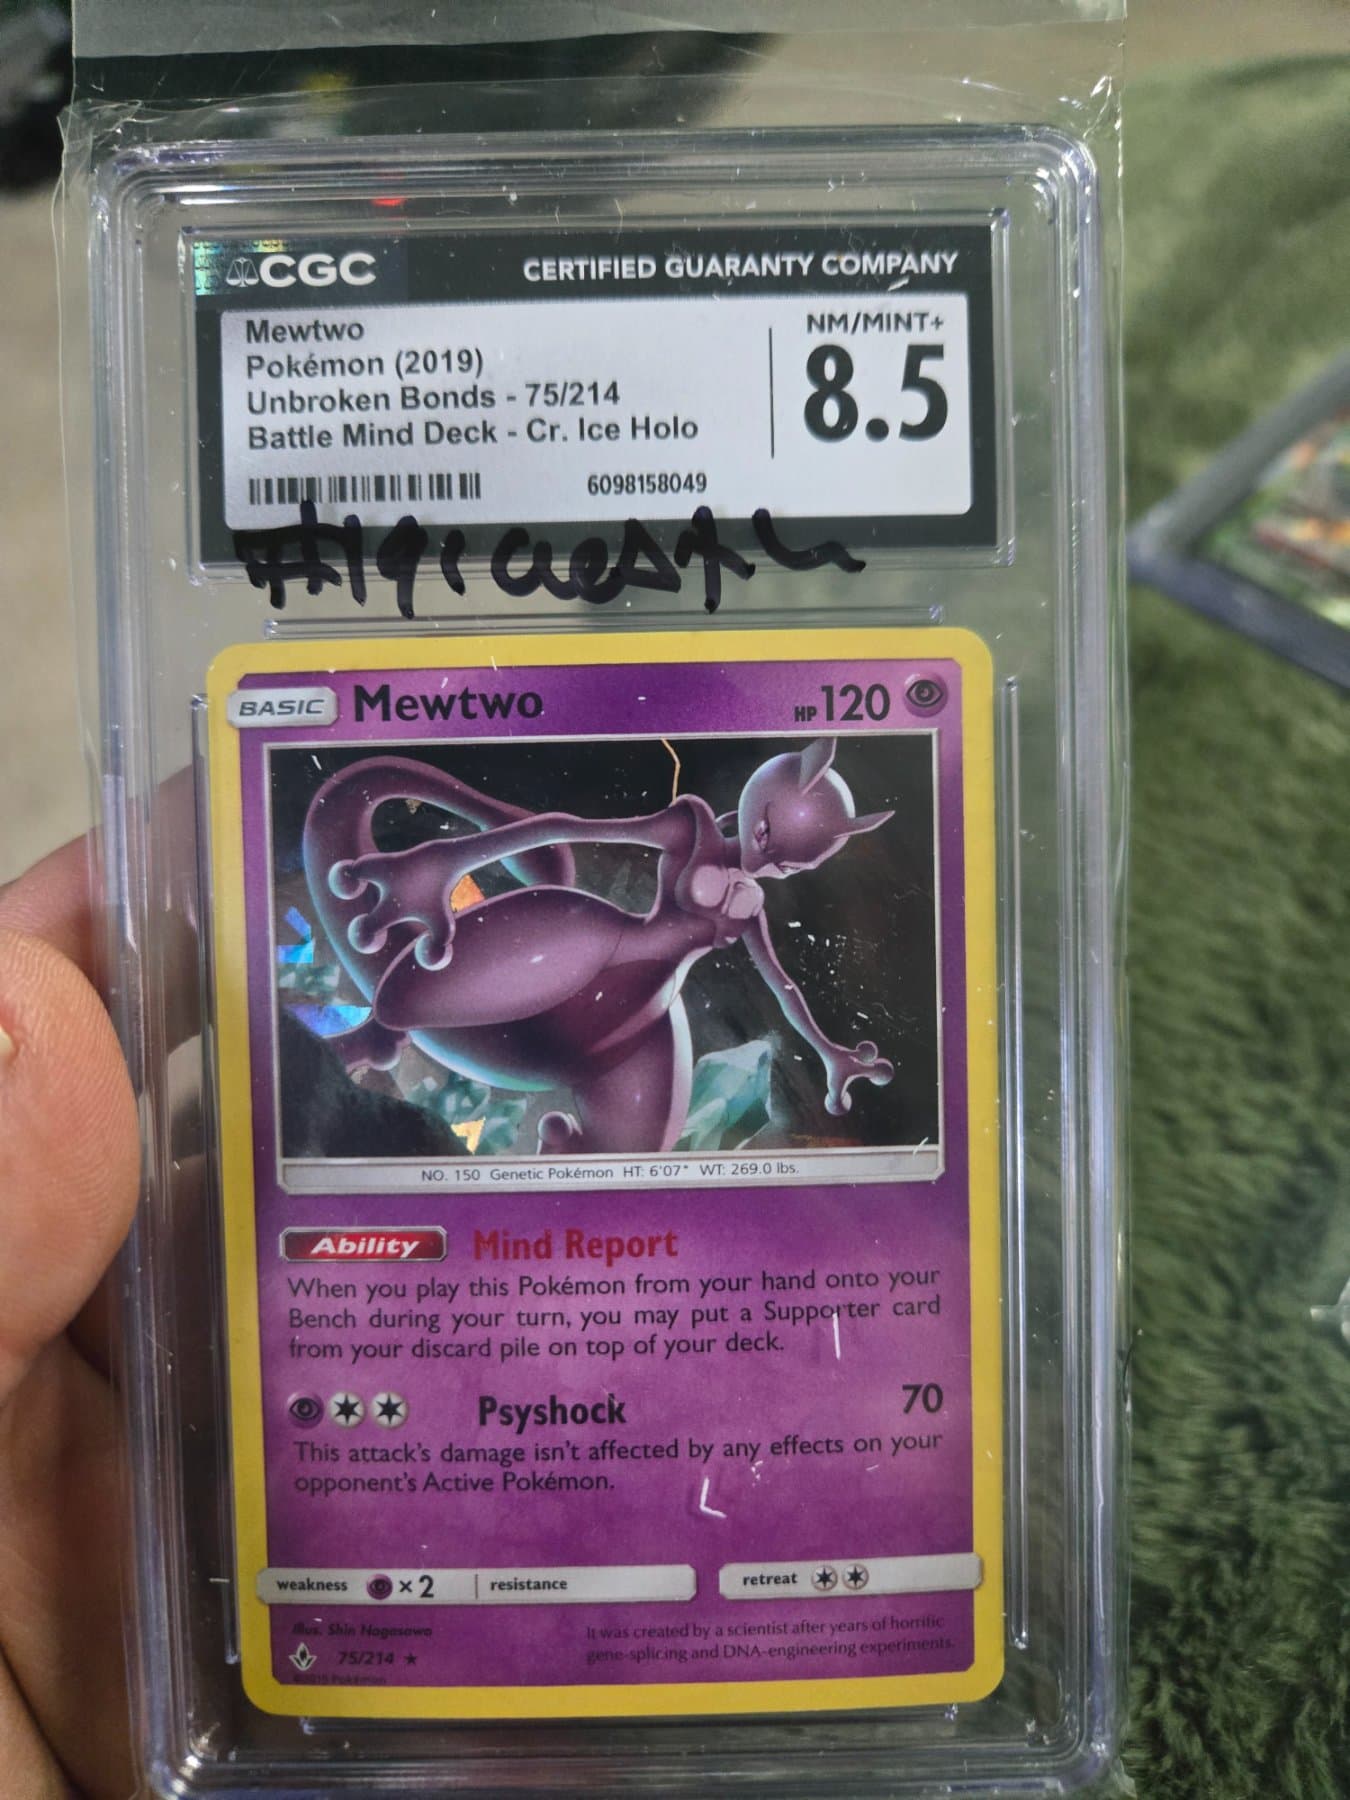 CGC CERTIFIED GUARANTY COMPANY
Mewtwo
Pokémon (2019)
Unbroken Bonds - 75/214
Battle Mind Deck - Cr. Ice Holo
NM/MINT+
8.5
6098158049
BASIC Mewtwo HP 120
NO. 150 Genetic Pokémon HT: 6'07" WT: 269.0 lbs.
Ability Mind Report
When you play this Pokémon from your hand onto your
Bench during your turn, you may put a Supporter card
from your discard pile on top of your deck.
Psyshock 70
This attack's damage isn't affected by any effects on your
opponent's Active Pokémon.
weakness ×2 resistance retreat
Illus. Shin Nagasawa
75/214
It was created by a scientist after years of horrific
gene-splicing and DNA-engineering experiments.